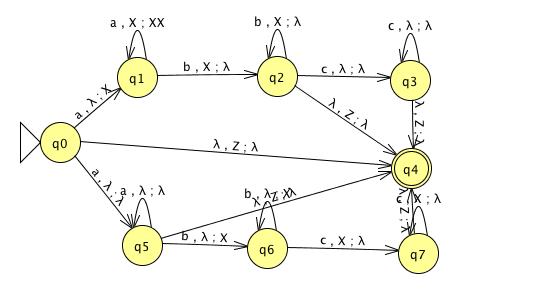 a , X ; XX
b , X ; λ
c , λ ; λ
b , X ; λ
c , λ ; λ
q1
q2
q3
a , λ ; X
λ , Z ; λ
λ , Z ; λ
q0
λ , Z ; λ
q4
a , λ ; λ
a , λ ; λ
b , λ ; X
λ , Z ; λ
c , X ; λ
λ , Z ; λ
b , λ ; X
c , X ; λ
q5
q6
q7